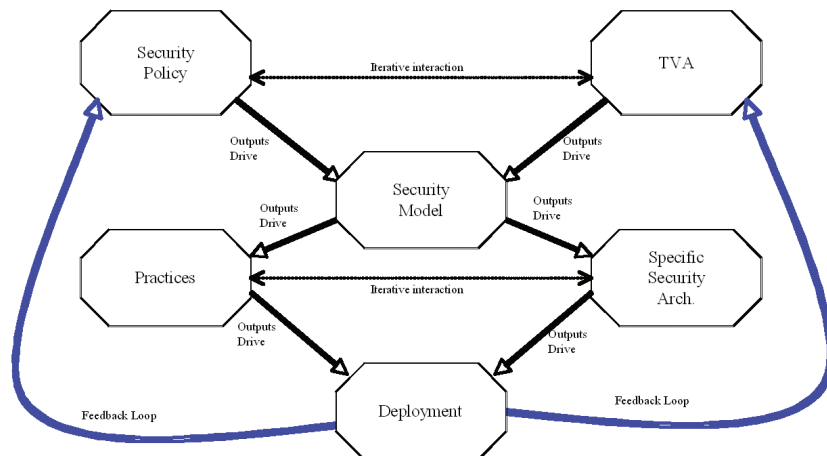 Security
Policy
Iterative interaction
TVA
Outputs
Drive
Outputs
Drive
Security
Model
Outputs
Drive
Outputs
Drive
Practices
Iterative interaction
Specific
Security
Arch.
Outputs
Drive
Outputs
Drive
Feedback Loop
Deployment
Feedback Loop